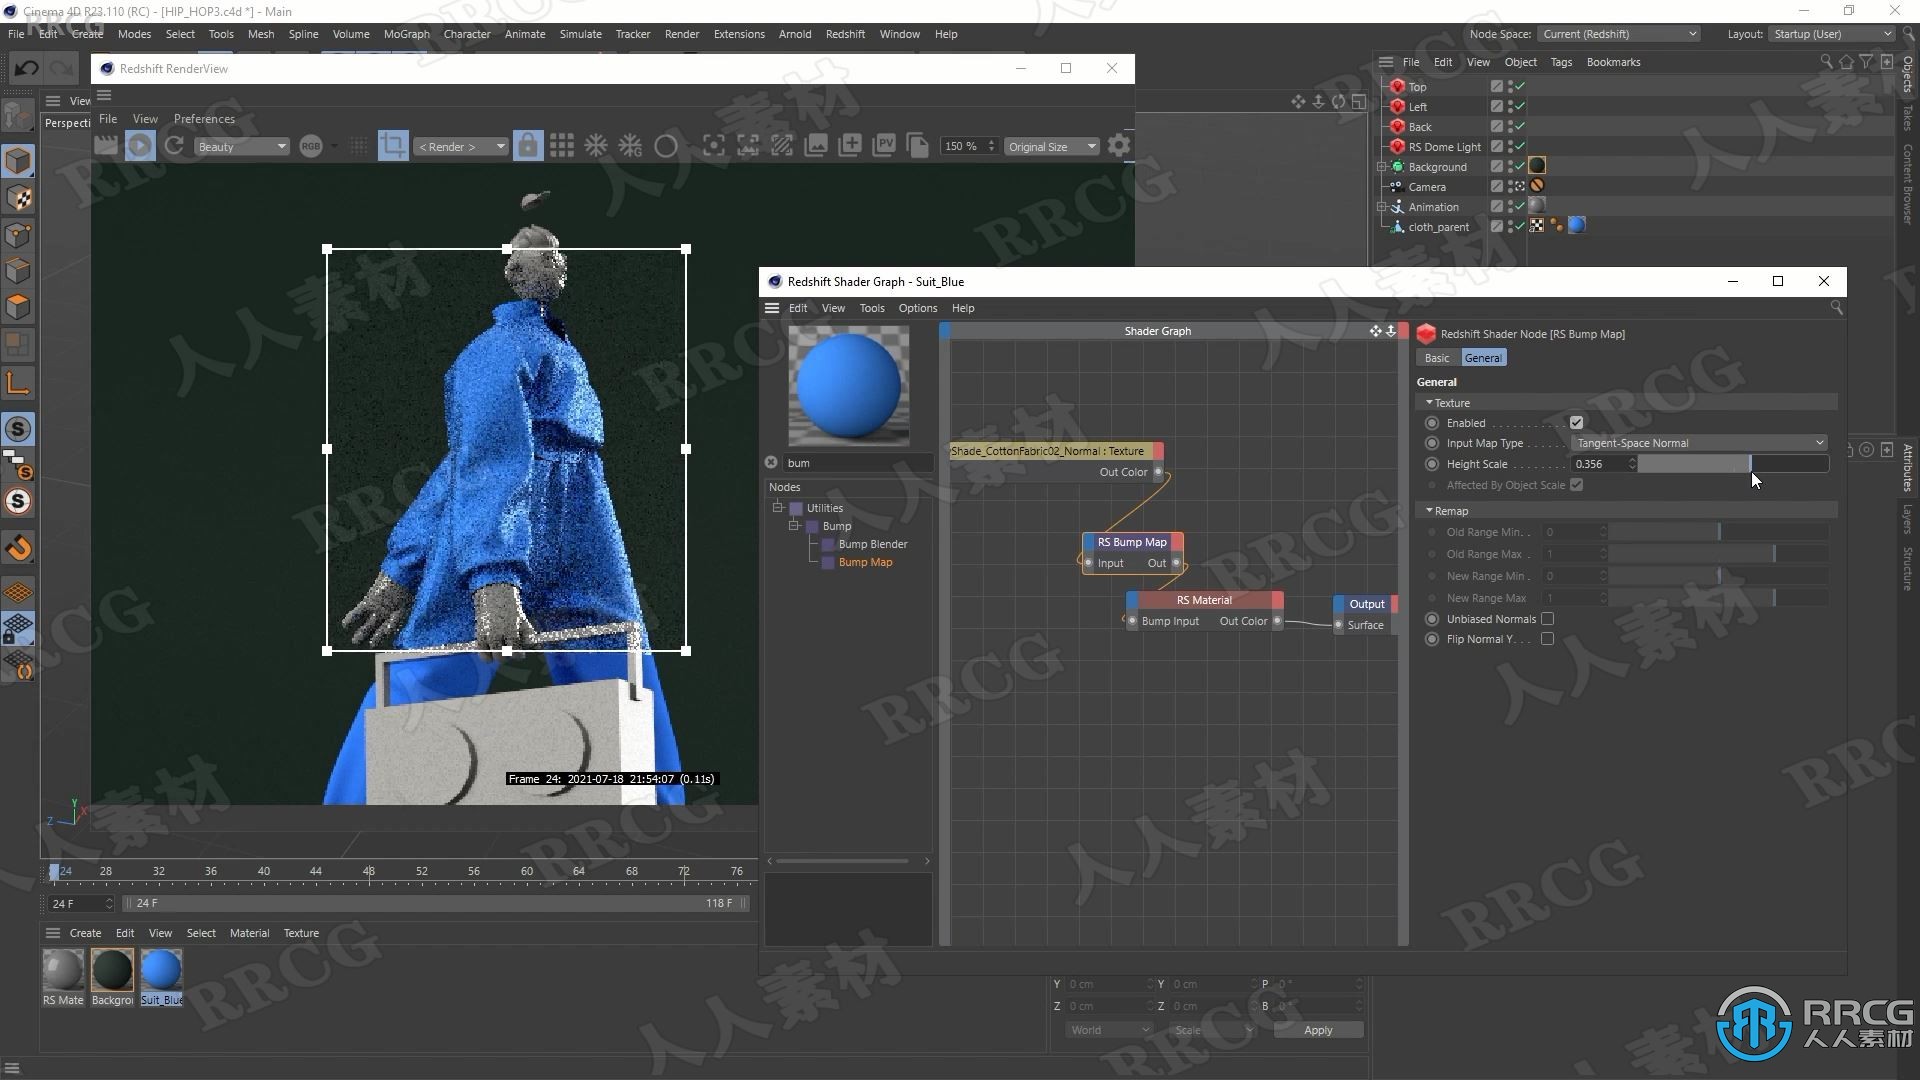 Cinema 4D R23.110 (RC) - [HIP_HOP3.c4d *] - Main
File Edit Create Modes Select Tools Mesh Spline Volume MoGraph Character Animate Simulate Tracker Render Extensions Arnold Redshift Window Help
Node Space: Current (Redshift) Layout: Startup (User)
Redshift RenderView
File View Preferences
Beauty RGB < Render > PV 150 % Original Size
View
Perspecti
File Edit View Object Tags Bookmarks
Top
Left
Back
RS Dome Light
Background
Camera
Animation
cloth_parent
Objects
Takes
Content Browser
Attributes
Layers
Structure
Redshift Shader Graph - Suit_Blue
Edit View Tools Options Help
bum
Nodes
Utilities
Bump
Bump Blender
Bump Map
Shader Graph
Shade_CottonFabric02_Normal : Texture
Out Color
RS Bump Map
Input Out
RS Material
Bump Input Out Color
Output
Surface
Redshift Shader Node [RS Bump Map]
Basic General
General
Texture
Enabled
Input Map Type Tangent-Space Normal
Height Scale 0.356
Affected By Object Scale
Remap
Old Range Min. 0
Old Range Max 1
New Range Min 0
New Range Max 1
Unbiased Normals
Flip Normal Y
Frame 24: 2021-07-18 21:54:07 (0.11s)
Y
X
Z
24 28 32 36 40 44 48 52 56 60 64 68 72 76
24 F 24 F 118 F
Create Edit View Select Material Texture
RS Mate Backgro Suit_Blue
Y 0 cm Y 0 cm P 0 °
Z 0 cm Z 0 cm B 0 °
World Scale Apply
RRCG
人人素材